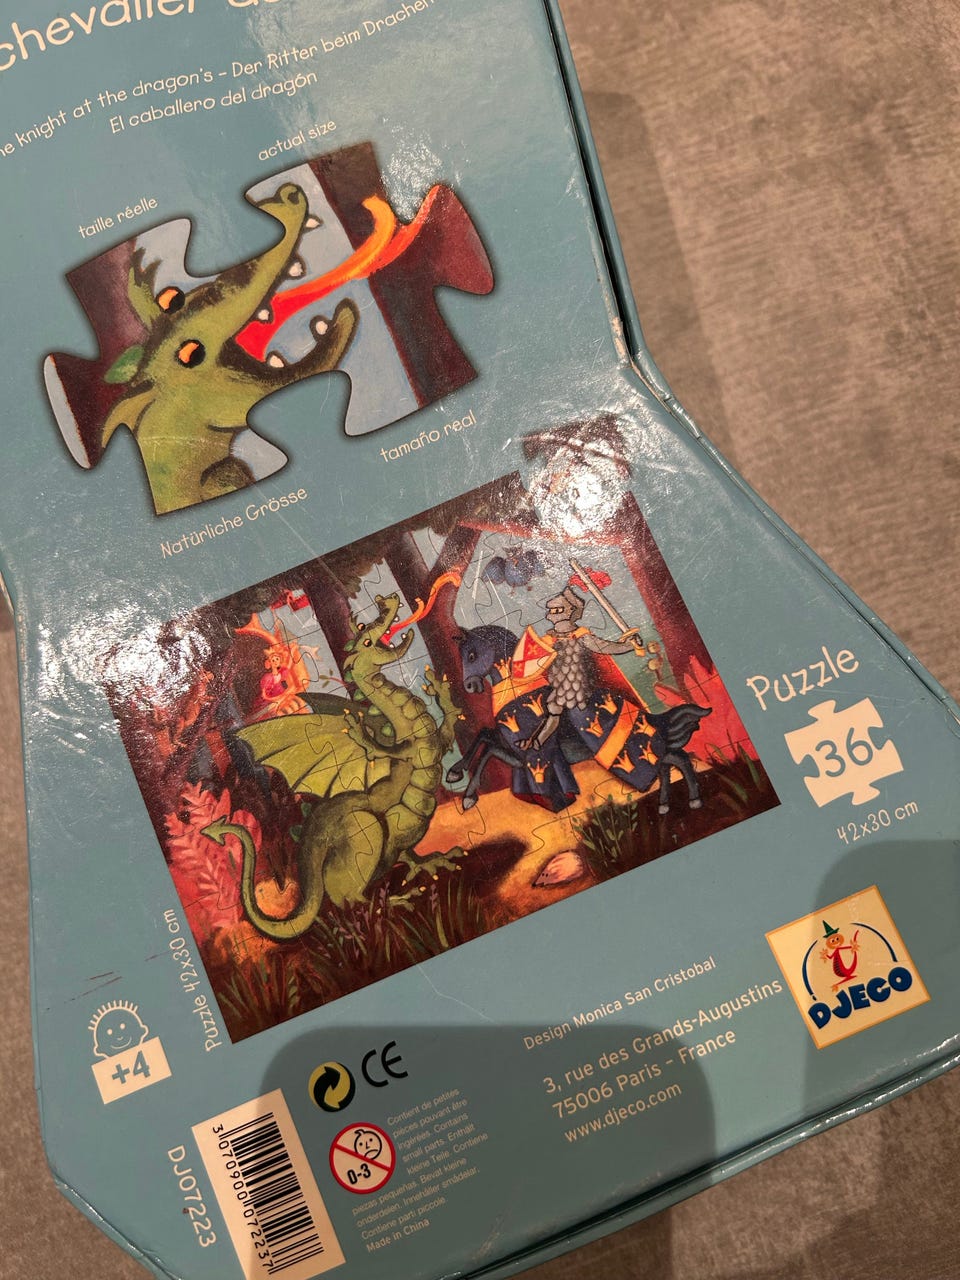 chevalier
knight at the dragon's - Der Ritter beim Drachen
El caballero del dragón
actual size
taille réelle
tamaño real
Natürliche Grösse
Puzzle
36
42x30 cm
Puzzle 42x30 cm
+4
DJECO
Design Monica San Cristobal
3, rue des Grands-Augustins
75006 Paris - France
www.djeco.com
CE
0-3
Contient de petites
pièces pouvant être
ingérées. Contains
small parts. Enthält
kleine Teile. Contiene
piezas pequeñas. Bevat kleine
onderdelen. Innehåller smådelar.
Contiene parti piccole.
Made in China
DJ07223
3070900072237